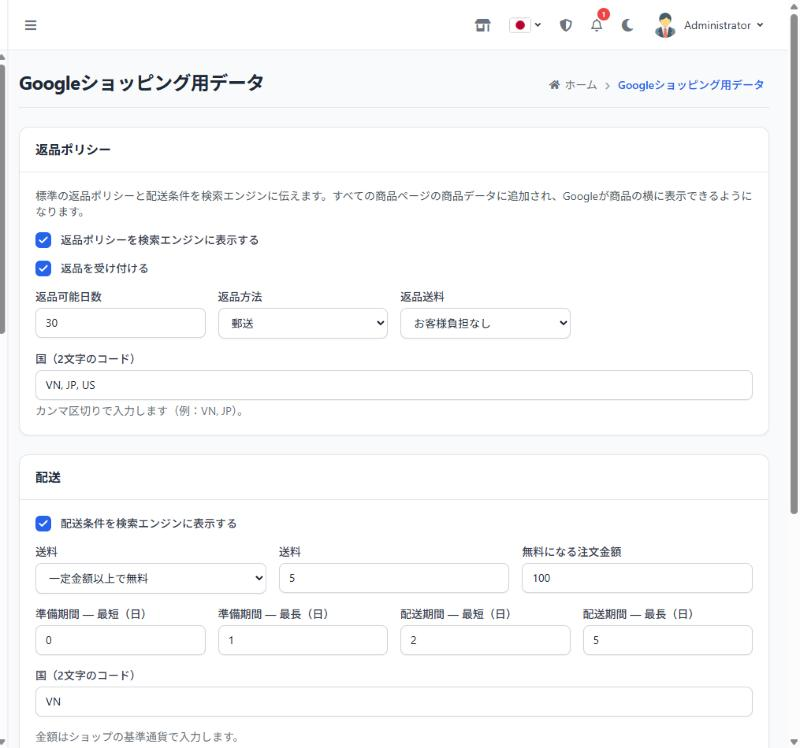 1
Administrator
Googleショッピング用データ
ホーム > Googleショッピング用データ
返品ポリシー
標準の返品ポリシーと配送条件を検索エンジンに伝えます。すべての商品ページの商品データに追加され、Googleが商品の横に表示できるように
なります。
返品ポリシーを検索エンジンに表示する
返品を受け付ける
返品可能日数 返品方法 返品送料
30 郵送 お客様負担なし
国（2文字のコード）
VN, JP, US
カンマ区切りで入力します（例：VN, JP）。
配送
配送条件を検索エンジンに表示する
送料 送料 無料になる注文金額
一定金額以上で無料 5 100
準備期間 — 最短（日） 準備期間 — 最長（日） 配送期間 — 最短（日） 配送期間 — 最長（日）
0 1 2 5
国（2文字のコード）
VN
金額はショップの基準通貨で入力します。